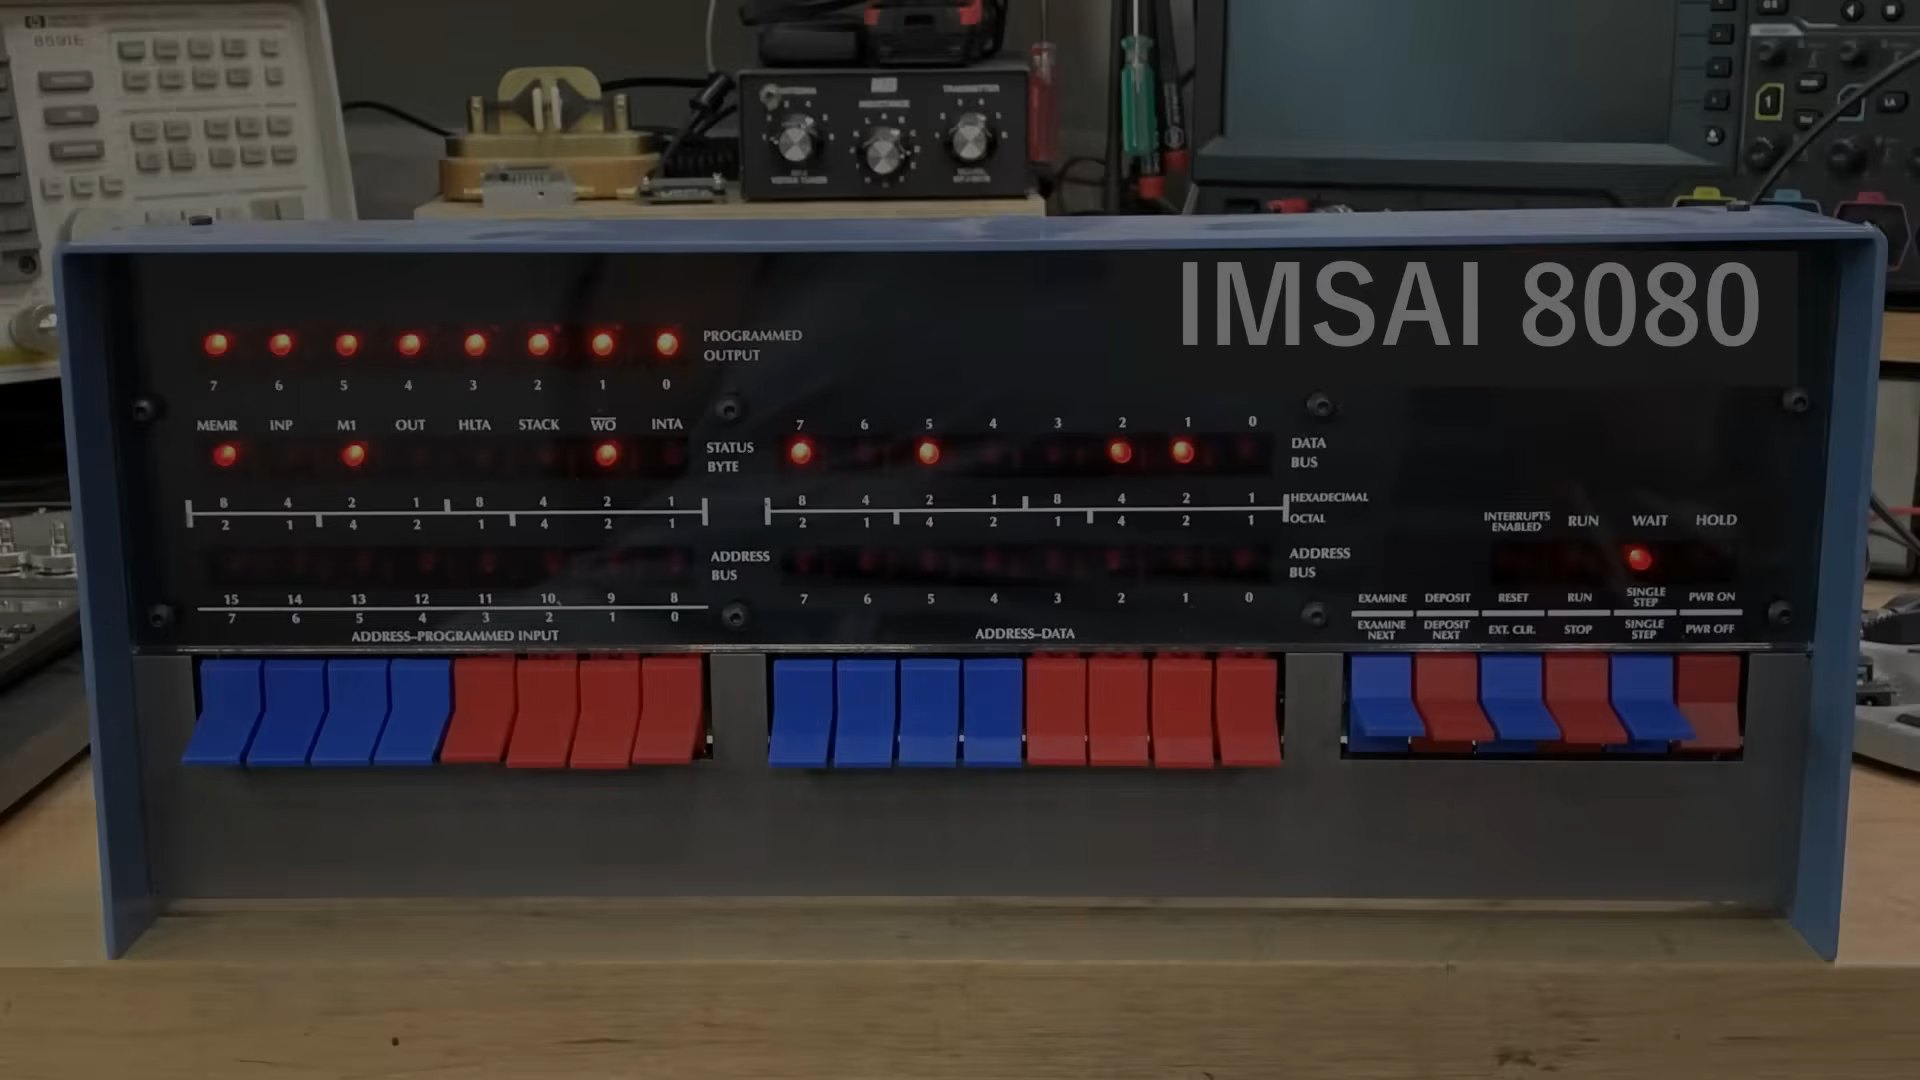 8591E
ANTENNA
INDUCTANCE
TRANSMITTER
IMSAI 8080
PROGRAMMED
OUTPUT
7 6 5 4 3 2 1 0
MEMR INP M1 OUT HLTA STACK WO INTA
STATUS
BYTE
7 6 5 4 3 2 1 0
DATA
BUS
8 4 2 1 8 4 2 1
2 1 4 2 1 4 2 1
8 4 2 1 8 4 2 1
2 1 4 2 1 4 2 1
HEXADECIMAL
OCTAL
INTERRUPTS
ENABLED
RUN WAIT HOLD
ADDRESS
BUS
ADDRESS
BUS
15 14 13 12 11 10 9 8
7 6 5 4 3 2 1 0
ADDRESS–PROGRAMMED INPUT
7 6 5 4 3 2 1 0
ADDRESS–DATA
EXAMINE DEPOSIT RESET RUN SINGLE STEP PWR ON
EXAMINE NEXT DEPOSIT NEXT EXT. CLR. STOP SINGLE STEP PWR OFF